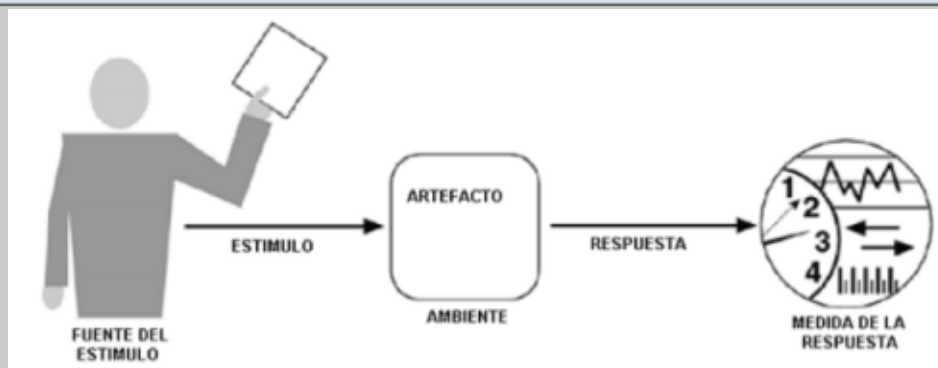 ARTEFACTO
ESTIMULO
RESPUESTA
AMBIENTE
FUENTE DEL
ESTIMULO
1
2
3
4
MEDIDA DE LA
RESPUESTA